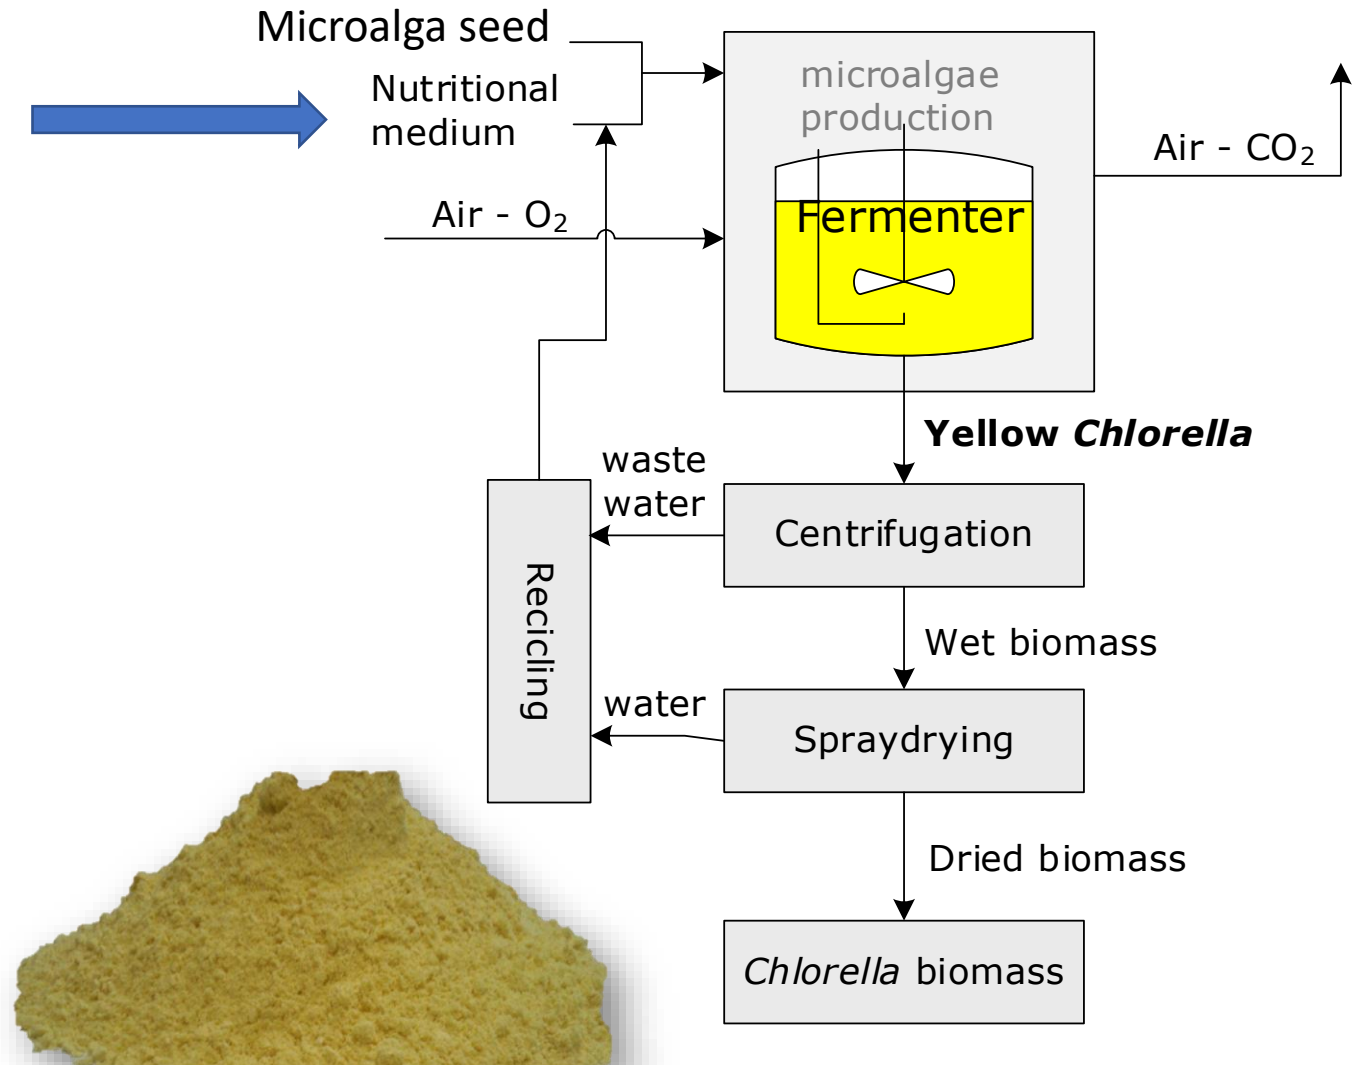 Microalga seed
Nutritional
medium
Air - O₂
microalgae
production
Fermenter
Air - CO₂
Yellow Chlorella
waste
water
Centrifugation
Recicling
Wet biomass
water
Spraydrying
Dried biomass
Chlorella biomass